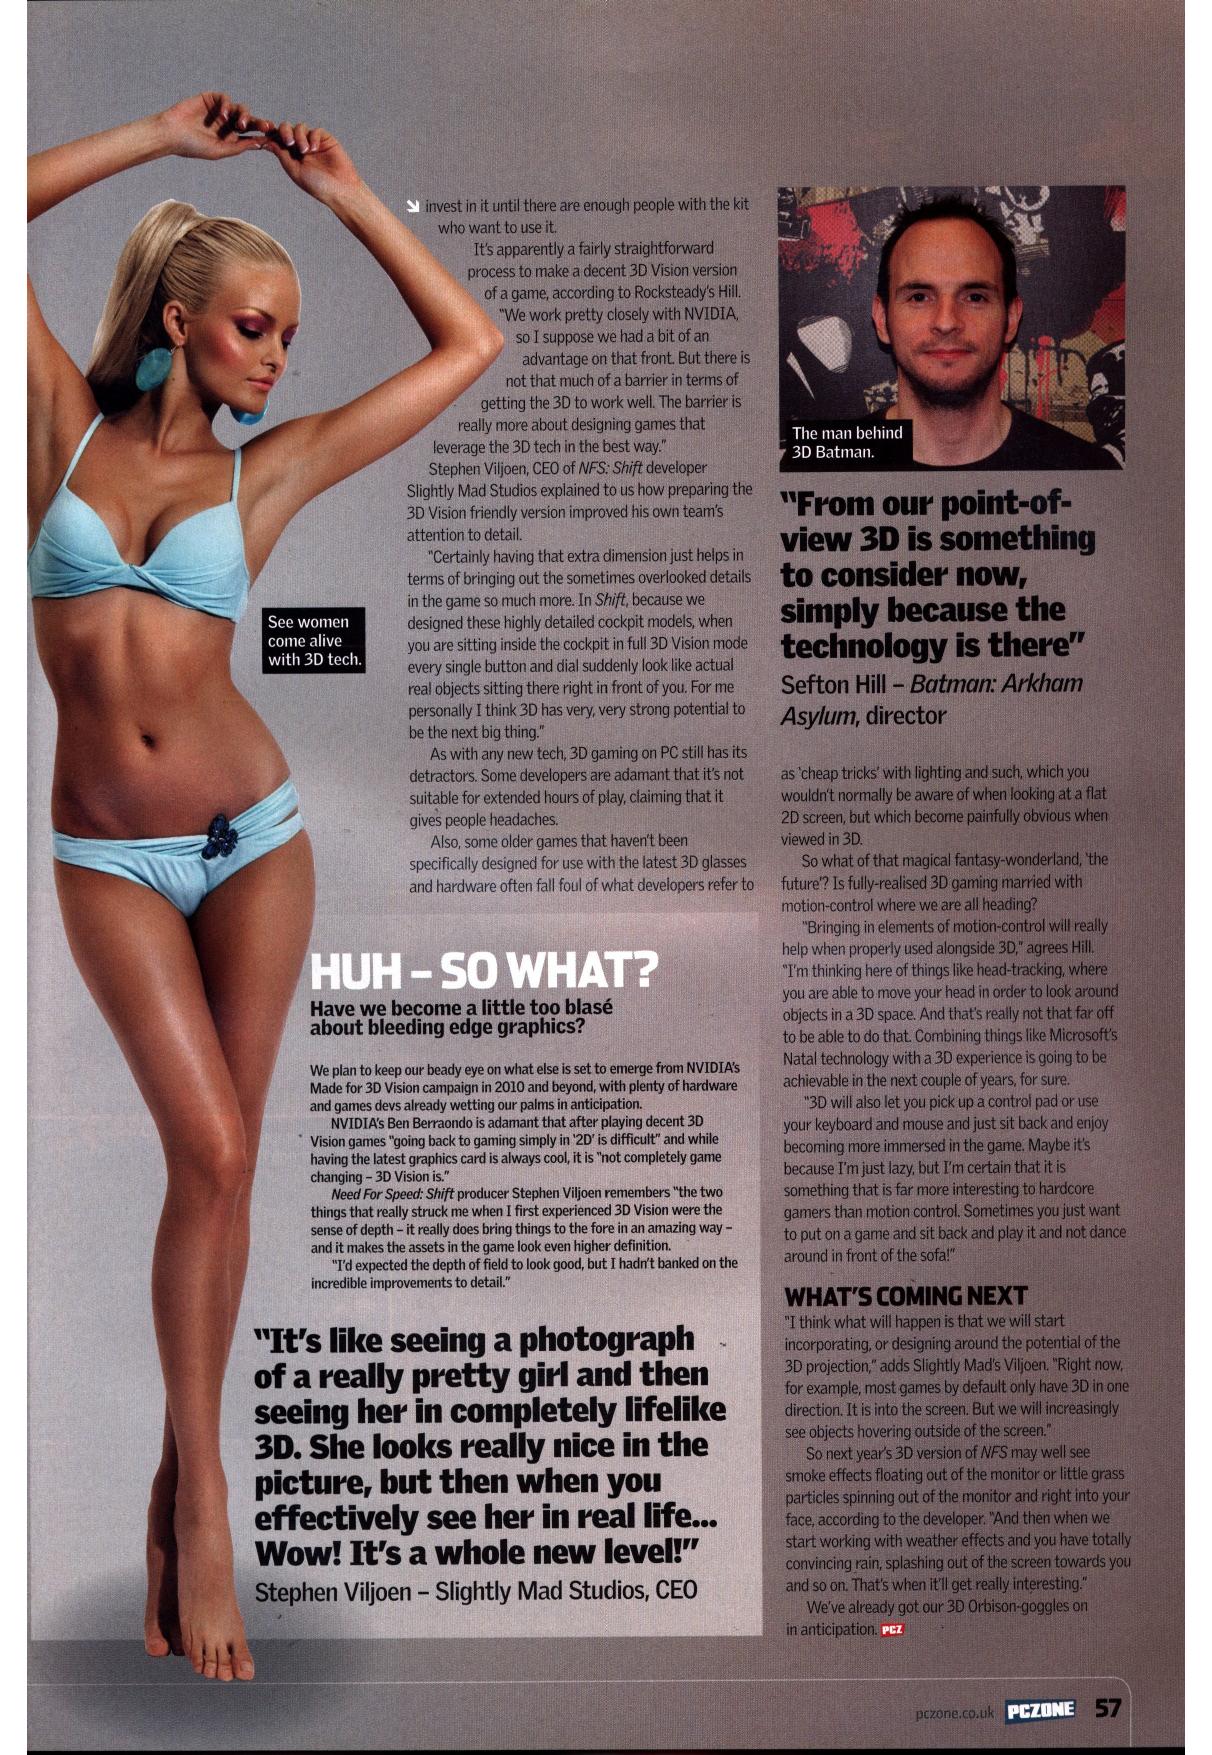 invest in it until there are enough people with the kit
who want to use it.
It's apparently a fairly straightforward
process to make a decent 3D Vision version
of a game, according to Rocksteady's Hill.
"We work pretty closely with NVIDIA,
so I suppose we had a bit of an
advantage on that front. But there is
not that much of a barrier in terms of
getting the 3D to work well. The barrier is
really more about designing games that
leverage the 3D tech in the best way."
Stephen Viljoen, CEO of NFS: Shift developer
Slightly Mad Studios explained to us how preparing the
3D Vision friendly version improved his own team's
attention to detail.
"Certainly having that extra dimension just helps in
terms of bringing out the sometimes overlooked details
in the game so much more. In Shift, because we
designed these highly detailed cockpit models, when
you are sitting inside the cockpit in full 3D Vision mode
every single button and dial suddenly look like actual
real objects sitting there right in front of you. For me
personally I think 3D has very, very strong potential to
be the next big thing."
As with any new tech, 3D gaming on PC still has its
detractors. Some developers are adamant that it's not
suitable for extended hours of play, claiming that it
gives people headaches.
Also, some older games that haven't been
specifically designed for use with the latest 3D glasses
and hardware often fall foul of what developers refer to
See women
come alive
with 3D tech.
HUH – SO WHAT?
Have we become a little too blasé
about bleeding edge graphics?
We plan to keep our beady eye on what else is set to emerge from NVIDIA's
Made for 3D Vision campaign in 2010 and beyond, with plenty of hardware
and games devs already wetting our palms in anticipation.
NVIDIA's Ben Berraondo is adamant that after playing decent 3D
Vision games "going back to gaming simply in '2D' is difficult" and while
having the latest graphics card is always cool, it is "not completely game
changing – 3D Vision is."
Need For Speed: Shift producer Stephen Viljoen remembers "the two
things that really struck me when I first experienced 3D Vision were the
sense of depth – it really does bring things to the fore in an amazing way –
and it makes the assets in the game look even higher definition.
"I'd expected the depth of field to look good, but I hadn't banked on the
incredible improvements to detail."
"It's like seeing a photograph
of a really pretty girl and then
seeing her in completely lifelike
3D. She looks really nice in the
picture, but then when you
effectively see her in real life...
Wow! It's a whole new level!"
Stephen Viljoen – Slightly Mad Studios, CEO
The man behind
3D Batman.
"From our point-of-
view 3D is something
to consider now,
simply because the
technology is there"
Sefton Hill – Batman: Arkham
Asylum, director
as 'cheap tricks' with lighting and such, which you
wouldn't normally be aware of when looking at a flat
2D screen, but which become painfully obvious when
viewed in 3D.
So what of that magical fantasy-wonderland, 'the
future'? Is fully-realised 3D gaming married with
motion-control where we are all heading?
"Bringing in elements of motion-control will really
help when properly used alongside 3D," agrees Hill.
"I'm thinking here of things like head-tracking, where
you are able to move your head in order to look around
objects in a 3D space. And that's really not that far off
to be able to do that. Combining things like Microsoft's
Natal technology with a 3D experience is going to be
achievable in the next couple of years, for sure.
"3D will also let you pick up a control pad or use
your keyboard and mouse and just sit back and enjoy
becoming more immersed in the game. Maybe it's
because I'm just lazy, but I'm certain that it is
something that is far more interesting to hardcore
gamers than motion control. Sometimes you just want
to put on a game and sit back and play it and not dance
around in front of the sofa!"
WHAT'S COMING NEXT
"I think what will happen is that we will start
incorporating, or designing around the potential of the
3D projection," adds Slightly Mad's Viljoen. "Right now,
for example, most games by default only have 3D in one
direction. It is into the screen. But we will increasingly
see objects hovering outside of the screen."
So next year's 3D version of NFS may well see
smoke effects floating out of the monitor or little grass
particles spinning out of the monitor and right into your
face, according to the developer. "And then when we
start working with weather effects and you have totally
convincing rain, splashing out of the screen towards you
and so on. That's when it'll get really interesting."
We've already got our 3D Orbison-goggles on
in anticipation. PCZ
pczone.co.uk PCZONE 57